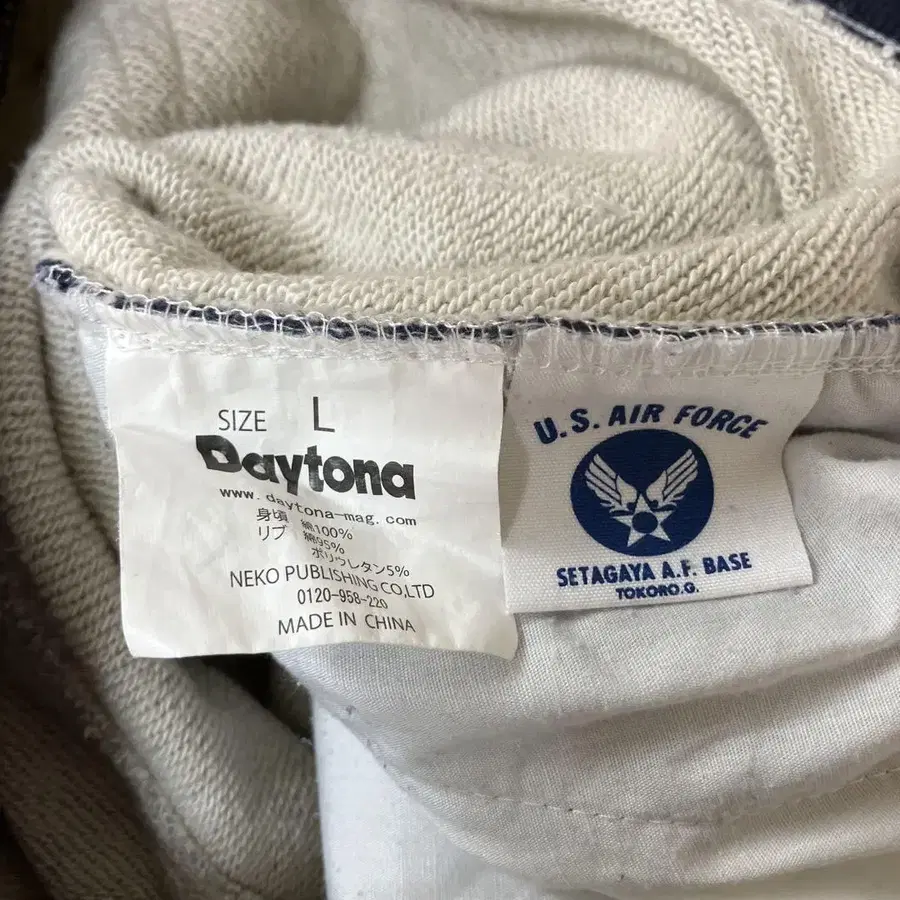 SIZE L
Daytona
www.daytona-mag.com
身頃 綿100%
リブ 綿95%
ポリウレタン5%
NEKO PUBLISHING CO,LTD
0120-958-220
MADE IN CHINA
U.S. AIR FORCE
SETAGAYA A.F. BASE
TOKORO.G.